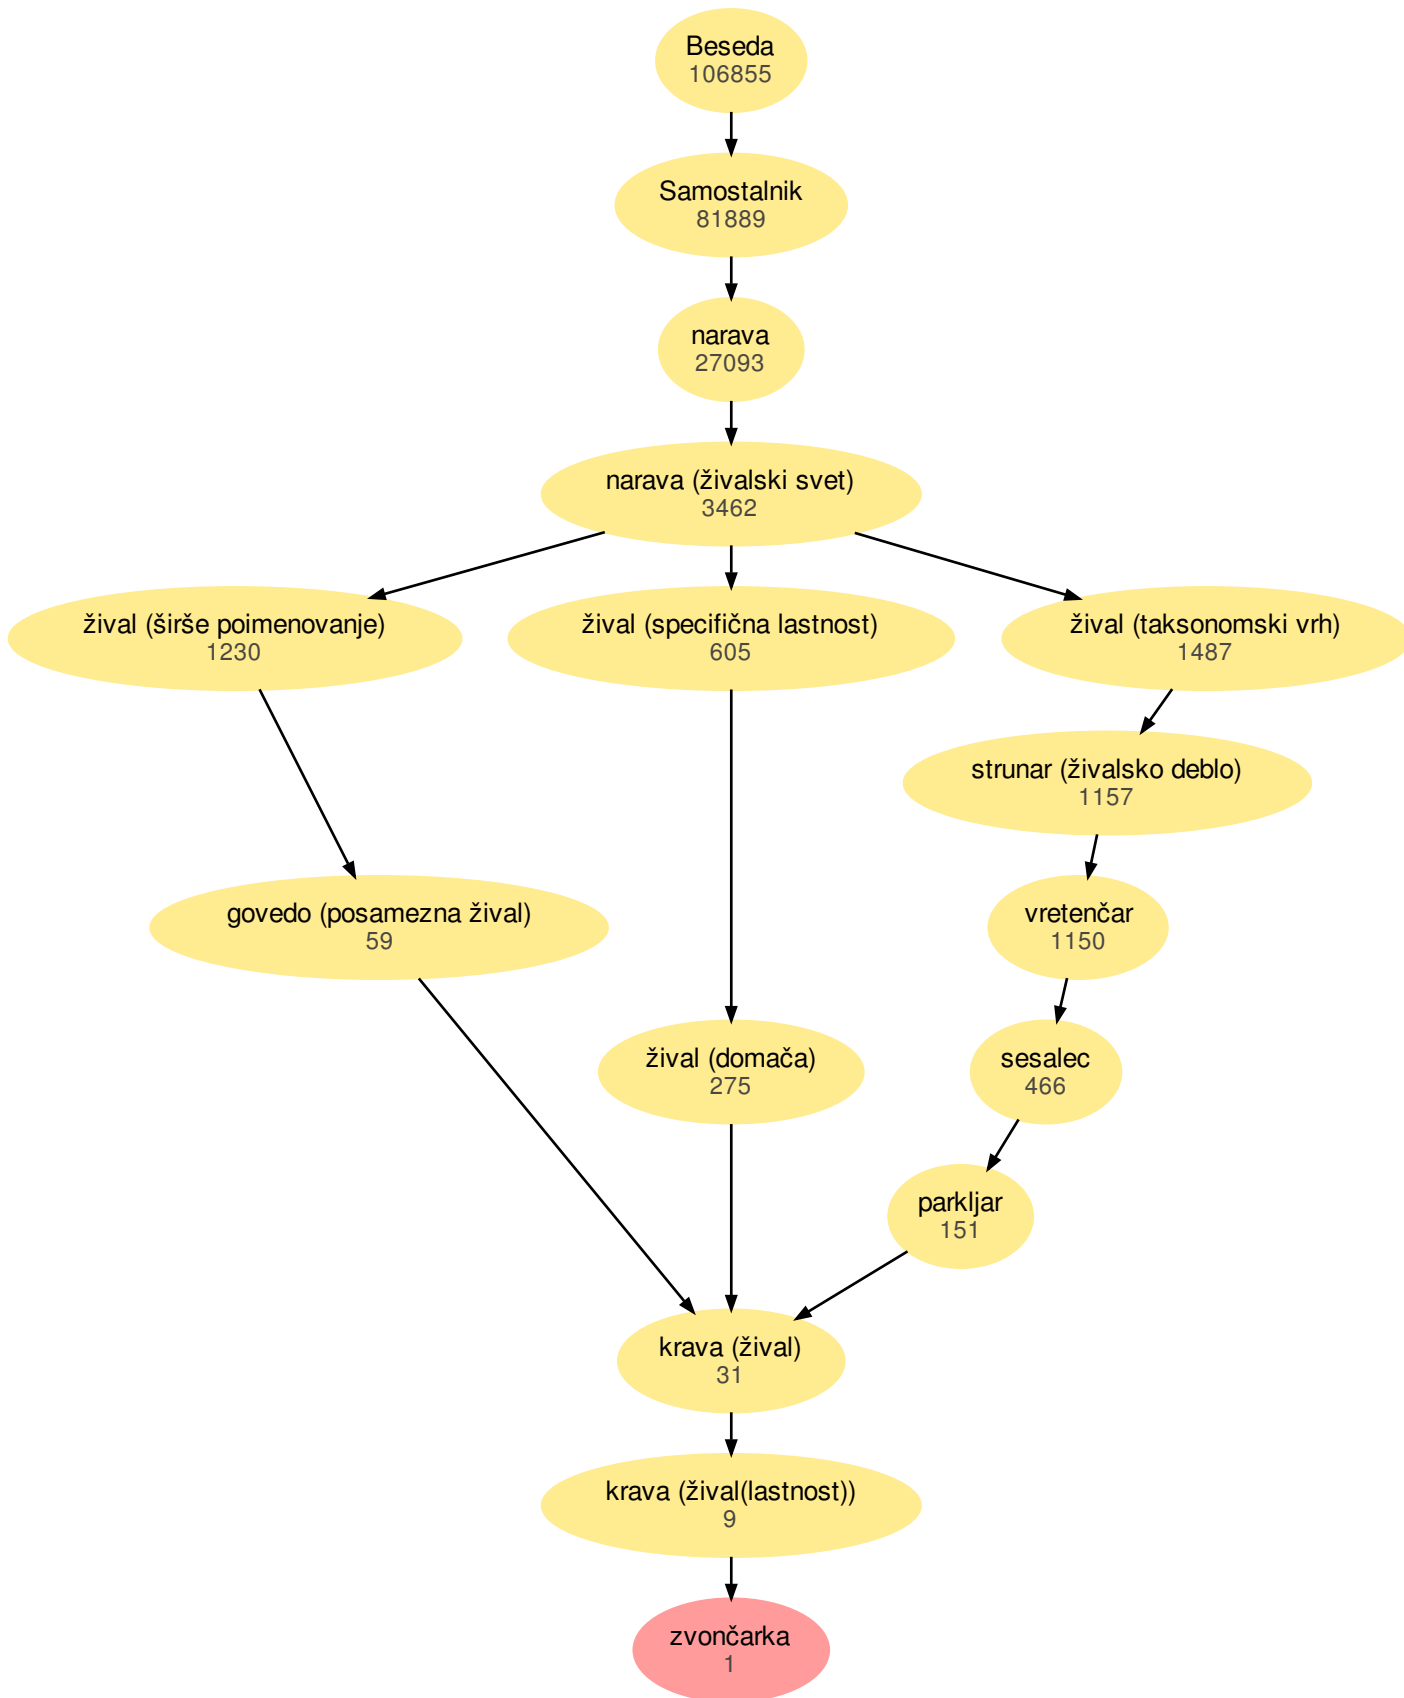 Beseda
106855
Samostalnik
81889
narava
27093
narava (živalski svet)
3462
žival (širše poimenovanje)
1230
žival (specifična lastnost)
605
žival (taksonomski vrh)
1487
strunar (živalsko deblo)
1157
govedo (posamezna žival)
59
vretenčar
1150
žival (domača)
275
sesalec
466
parkljar
151
krava (žival)
31
krava (žival(lastnost))
9
zvončarka
1